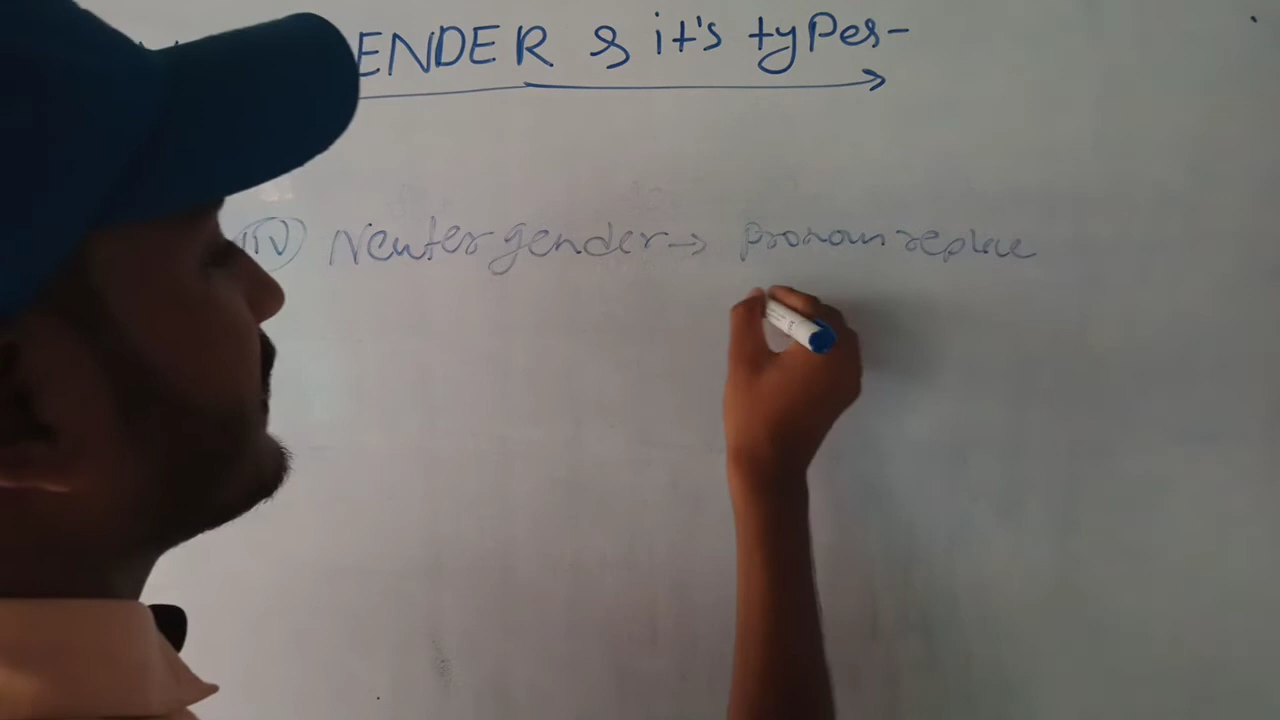 ENDER & it's types-
iv) Neuter gender → pronoun replace